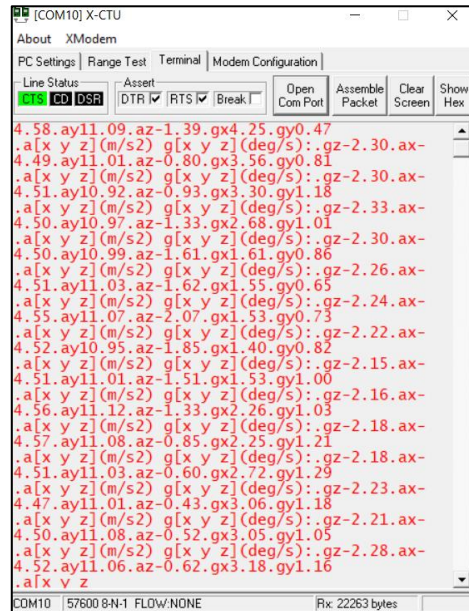 [COM10] X-CTU
About XModem
PC Settings Range Test Terminal Modem Configuration
Line Status Assert
CTS CD DSR DTR RTS Break Open Com Port Assemble Packet Clear Screen Show Hex
4.58.ay11.09.az-1.39.gx4.25.gy0.47
.a[x y z](m/s2) g[x y z](deg/s):.gz-2.30.ax-
4.49.ay11.01.az-0.80.gx3.56.gy0.81
.a[x y z](m/s2) g[x y z](deg/s):.gz-2.30.ax-
4.51.ay10.92.az-0.93.gx3.30.gy1.18
.a[x y z](m/s2) g[x y z](deg/s):.gz-2.33.ax-
4.50.ay10.97.az-1.33.gx2.68.gy1.01
.a[x y z](m/s2) g[x y z](deg/s):.gz-2.30.ax-
4.50.ay10.99.az-1.61.gx1.61.gy0.86
.a[x y z](m/s2) g[x y z](deg/s):.gz-2.26.ax-
4.51.ay11.03.az-1.62.gx1.55.gy0.65
.a[x y z](m/s2) g[x y z](deg/s):.gz-2.24.ax-
4.55.ay11.07.az-2.07.gx1.53.gy0.73
.a[x y z](m/s2) g[x y z](deg/s):.gz-2.22.ax-
4.52.ay10.95.az-1.85.gx1.40.gy0.82
.a[x y z](m/s2) g[x y z](deg/s):.gz-2.15.ax-
4.51.ay11.01.az-1.51.gx1.53.gy1.00
.a[x y z](m/s2) g[x y z](deg/s):.gz-2.16.ax-
4.56.ay11.12.az-1.33.gx2.26.gy1.03
.a[x y z](m/s2) g[x y z](deg/s):.gz-2.18.ax-
4.57.ay11.08.az-0.85.gx2.25.gy1.21
.a[x y z](m/s2) g[x y z](deg/s):.gz-2.18.ax-
4.51.ay11.03.az-0.60.gx2.72.gy1.29
.a[x y z](m/s2) g[x y z](deg/s):.gz-2.23.ax-
4.47.ay11.01.az-0.43.gx3.06.gy1.18
.a[x y z](m/s2) g[x y z](deg/s):.gz-2.21.ax-
4.50.ay11.08.az-0.52.gx3.05.gy1.05
.a[x y z](m/s2) g[x y z](deg/s):.gz-2.28.ax-
4.52.ay11.06.az-0.62.gx3.18.gy1.16
.a[x y z
COM10 57600 8-N-1 FLOW:NONE Rx: 22263 bytes